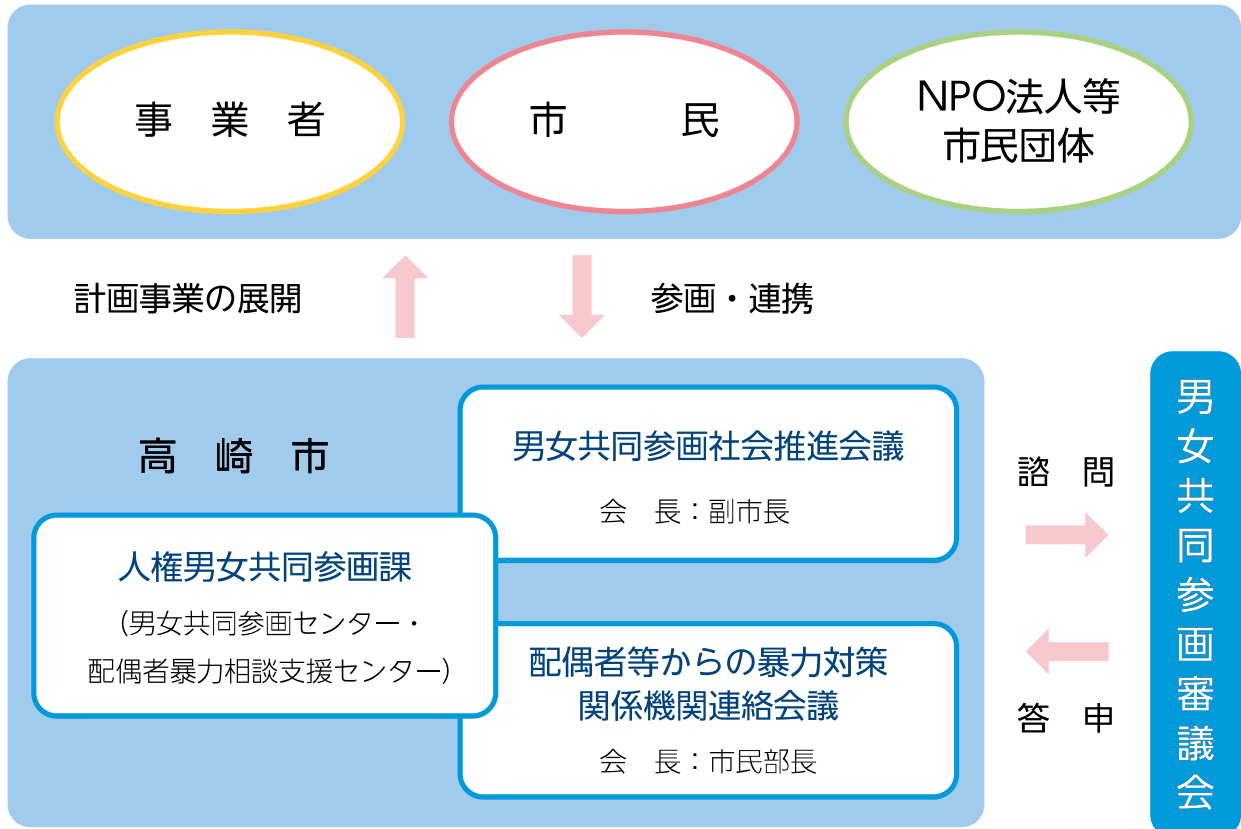 事　業　者
市　　　民
NPO法人等
市民団体
計画事業の展開
参画・連携
高　崎　市
男女共同参画社会推進会議
会　長：副市長
人権男女共同参画課
（男女共同参画センター・
配偶者暴力相談支援センター）
配偶者等からの暴力対策
関係機関連絡会議
会　長：市民部長
諮　問
答　申
男女共同参画審議会